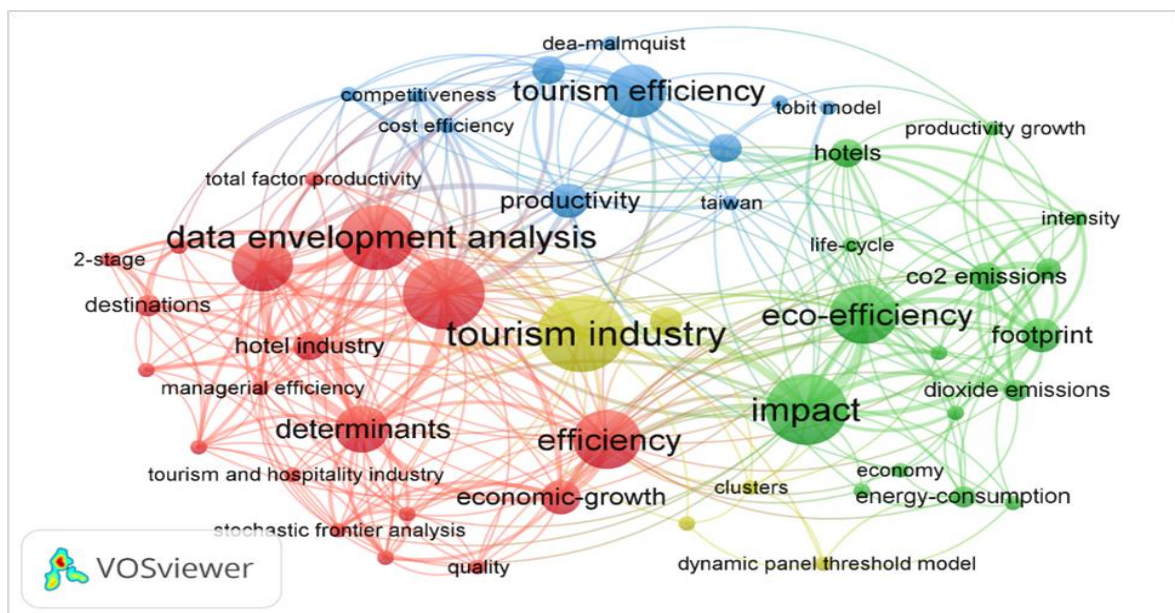 dea-malmquist
tourism efficiency
competitiveness
tobit model
cost efficiency
productivity growth
hotels
total factor productivity
productivity
taiwan
intensity
data envelopment analysis
life-cycle
2-stage
co2 emissions
destinations
eco-efficiency
tourism industry
footprint
hotel industry
managerial efficiency
dioxide emissions
impact
determinants
efficiency
tourism and hospitality industry
economy
clusters
economic-growth
energy-consumption
stochastic frontier analysis
quality
dynamic panel threshold model
VOSviewer